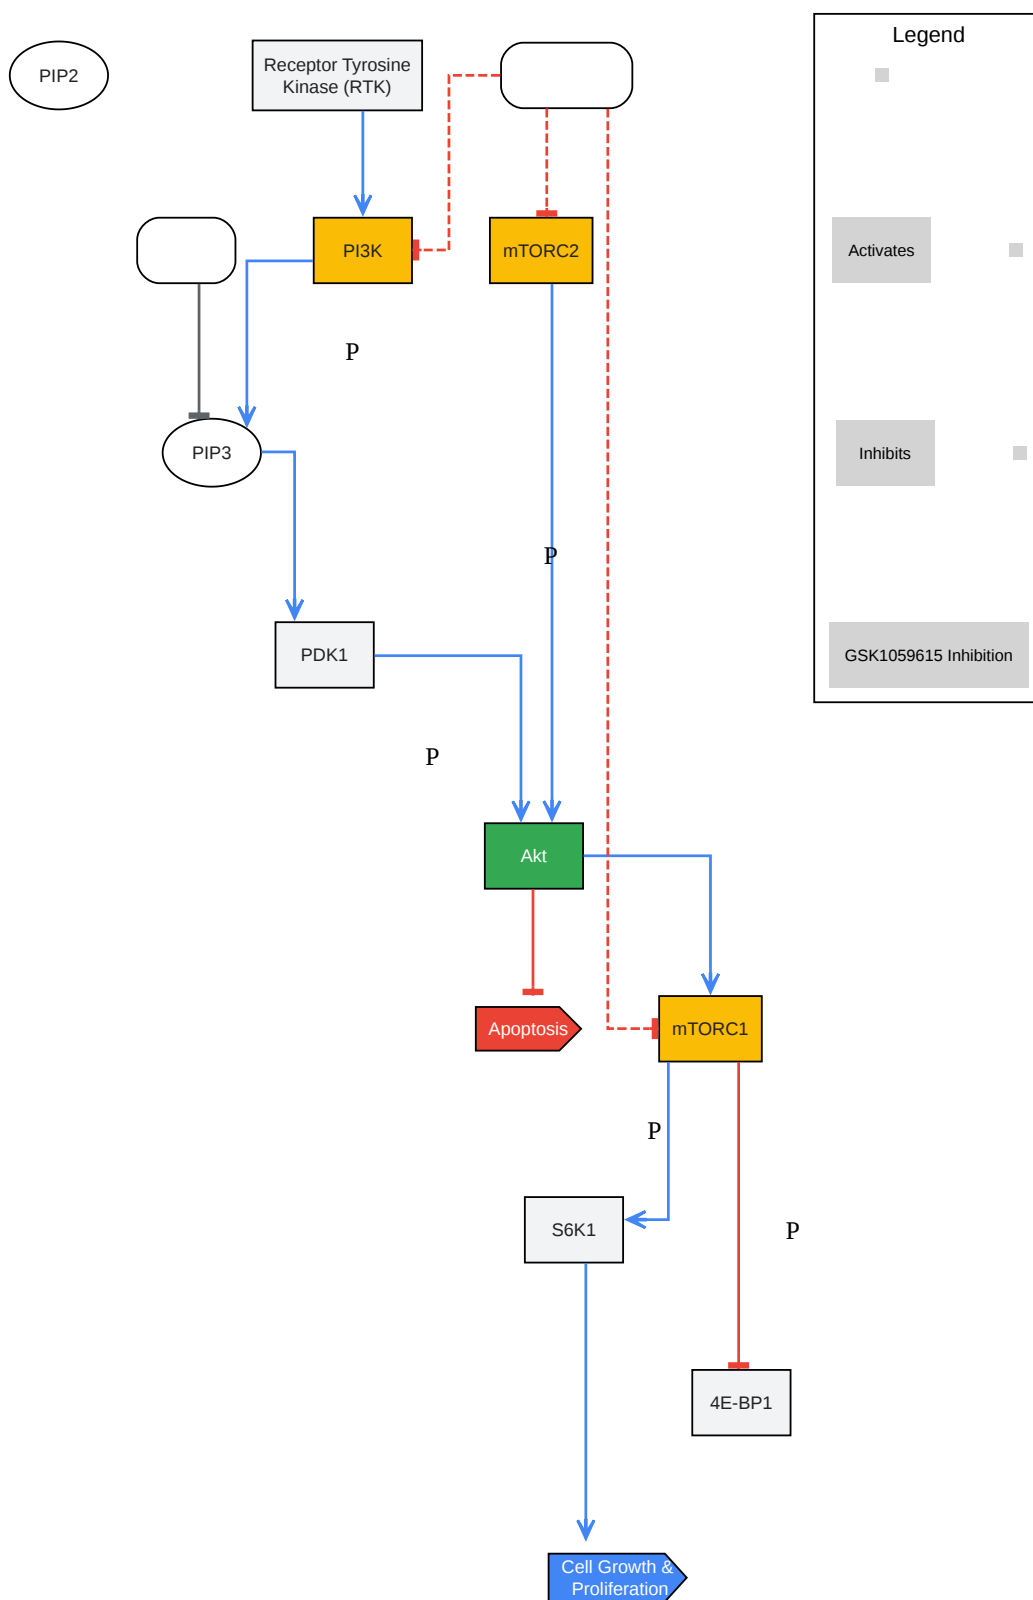 Legend
PIP2
Receptor Tyrosine
Kinase (RTK)
PI3K
mTORC2
Activates
P
PIP3
Inhibits
P
PDK1
GSK1059615 Inhibition
P
Akt
Apoptosis
mTORC1
P
S6K1
P
4E-BP1
Cell Growth &
Proliferation